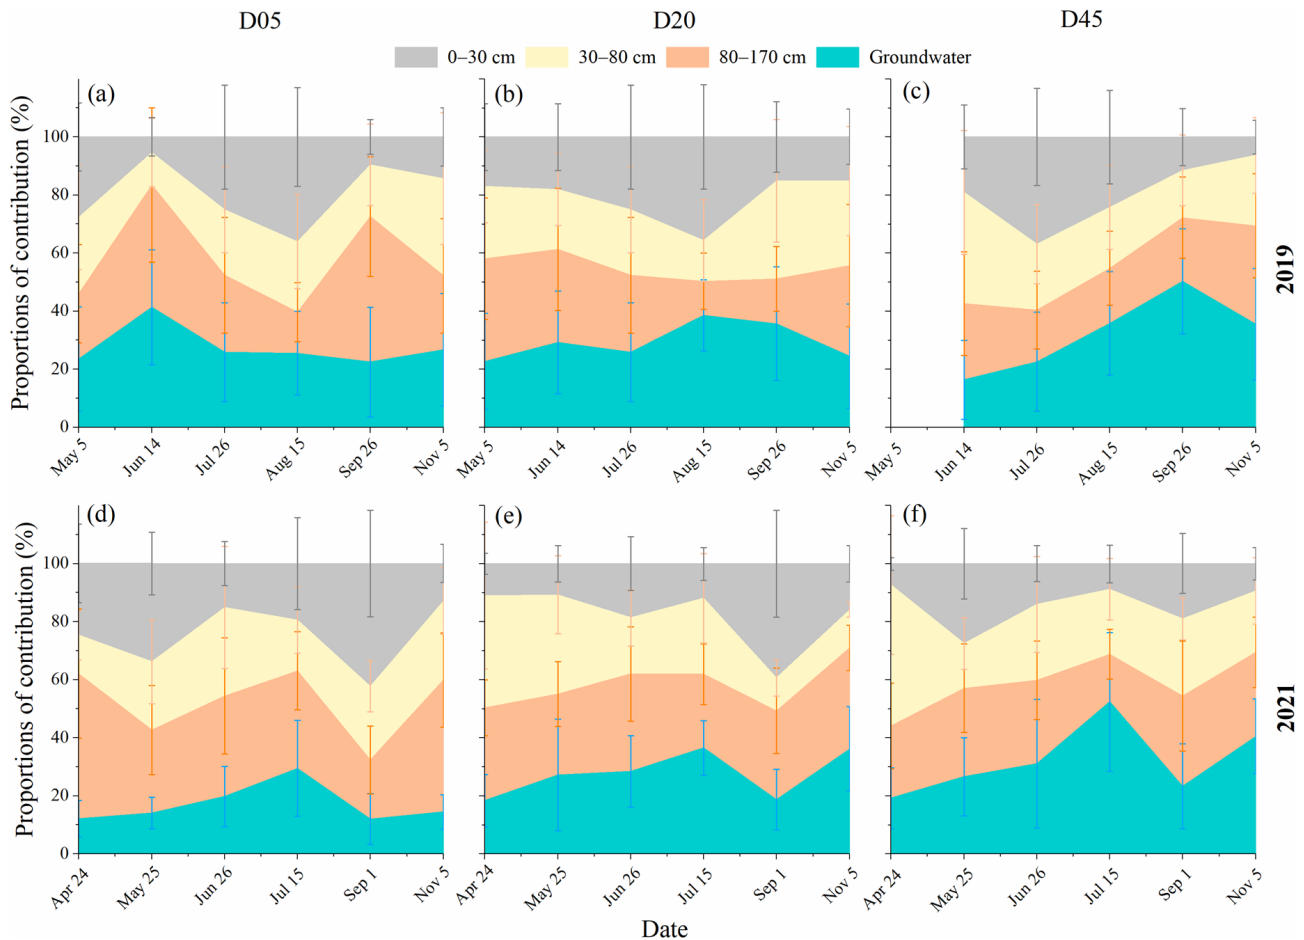 D05 D20 D45
0–30 cm 30–80 cm 80–170 cm Groundwater
(a) (b) (c)
Proportions of contribution (%)
100
80
60
40
20
0
May 5 Jun 14 Jul 26 Aug 15 Sep 26 Nov 5
May 5 Jun 14 Jul 26 Aug 15 Sep 26 Nov 5
May 5 Jun 14 Jul 26 Aug 15 Sep 26 Nov 5
2019
(d) (e) (f)
Proportions of contribution (%)
100
80
60
40
20
0
Apr 24 May 25 Jun 26 Jul 15 Sep 1 Nov 5
Apr 24 May 25 Jun 26 Jul 15 Sep 1 Nov 5
Apr 24 May 25 Jun 26 Jul 15 Sep 1 Nov 5
2021
Date